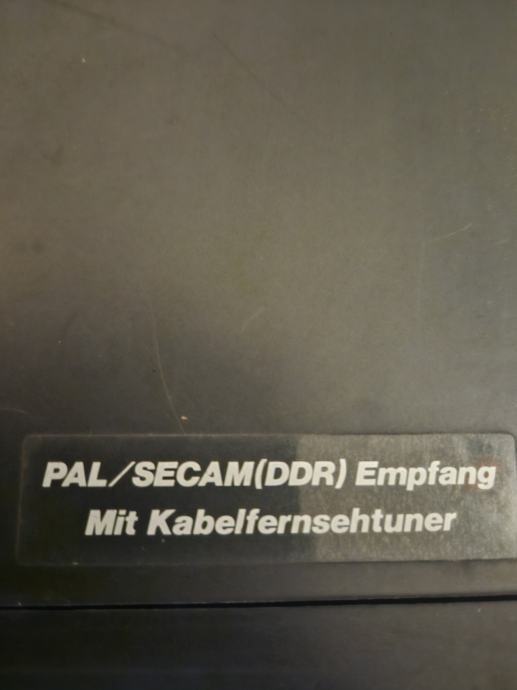 PAL/SECAM(DDR) Empfang
Mit Kabelfernsehtuner